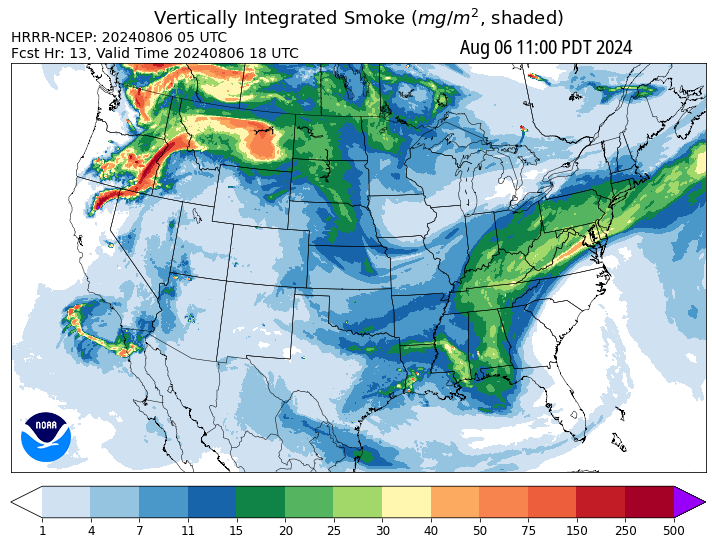 Vertically Integrated Smoke (mg/m², shaded)
HRRR-NCEP: 20240806 05 UTC
Fcst Hr: 13, Valid Time 20240806 18 UTC
Aug 06 11:00 PDT 2024
NOAA
1 4 7 11 15 20 25 30 40 50 75 150 250 500